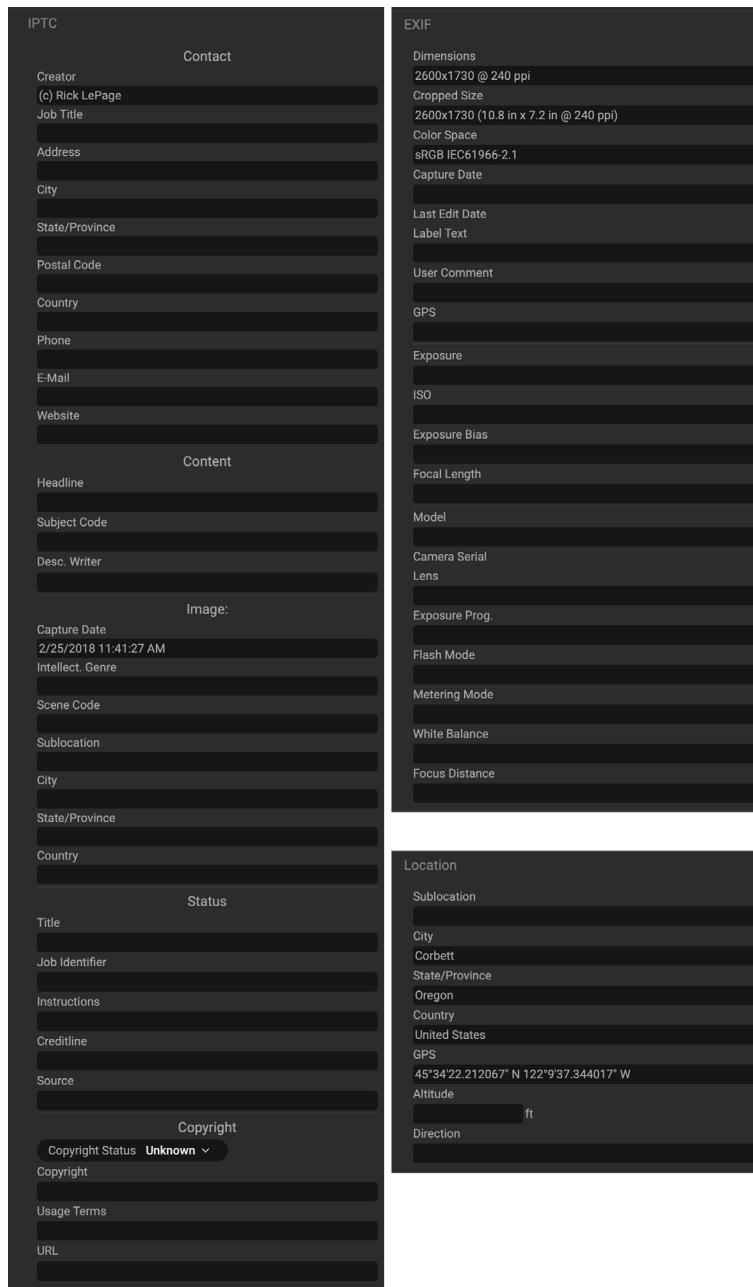 IPTC
Contact
Creator
(c) Rick LePage
Job Title
Address
City
State/Province
Postal Code
Country
Phone
E-Mail
Website
Content
Headline
Subject Code
Desc. Writer
Image:
Capture Date
2/25/2018 11:41:27 AM
Intellect. Genre
Scene Code
Sublocation
City
State/Province
Country
Status
Title
Job Identifier
Instructions
Creditline
Source
Copyright
Copyright Status Unknown
Copyright
Usage Terms
URL
EXIF
Dimensions
2600x1730 @ 240 ppi
Cropped Size
2600x1730 (10.8 in x 7.2 in @ 240 ppi)
Color Space
sRGB IEC61966-2.1
Capture Date
Last Edit Date
Label Text
User Comment
GPS
Exposure
ISO
Exposure Bias
Focal Length
Model
Camera Serial
Lens
Exposure Prog.
Flash Mode
Metering Mode
White Balance
Focus Distance
Location
Sublocation
City
Corbett
State/Province
Oregon
Country
United States
GPS
45°34'22.212067" N 122°9'37.344017" W
Altitude
ft
Direction